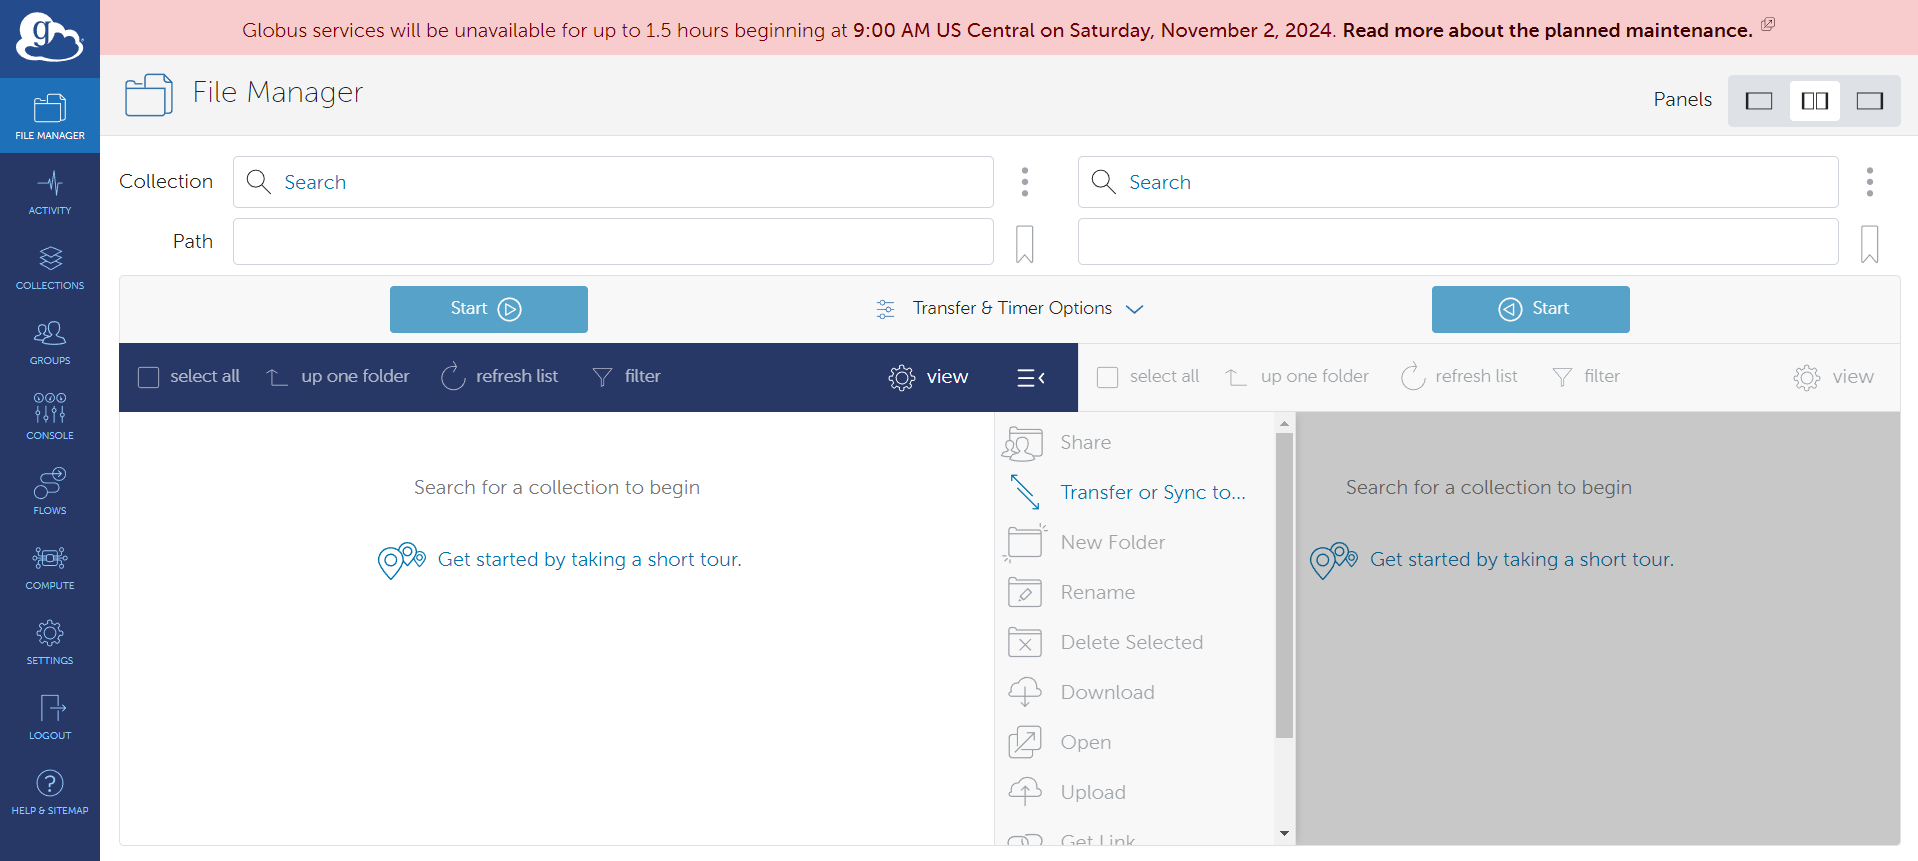 Globus services will be unavailable for up to 1.5 hours beginning at 9:00 AM US Central on Saturday, November 2, 2024. Read more about the planned maintenance.
g
File Manager
Panels
FILE MANAGER
ACTIVITY
COLLECTIONS
GROUPS
CONSOLE
FLOWS
COMPUTE
SETTINGS
LOGOUT
HELP & SITEMAP
Collection
Search
Search
Path
Start
Transfer & Timer Options
Start
select all
up one folder
refresh list
filter
view
select all
up one folder
refresh list
filter
view
Search for a collection to begin
Get started by taking a short tour.
Share
Transfer or Sync to...
New Folder
Rename
Delete Selected
Download
Open
Upload
Get Link
Search for a collection to begin
Get started by taking a short tour.